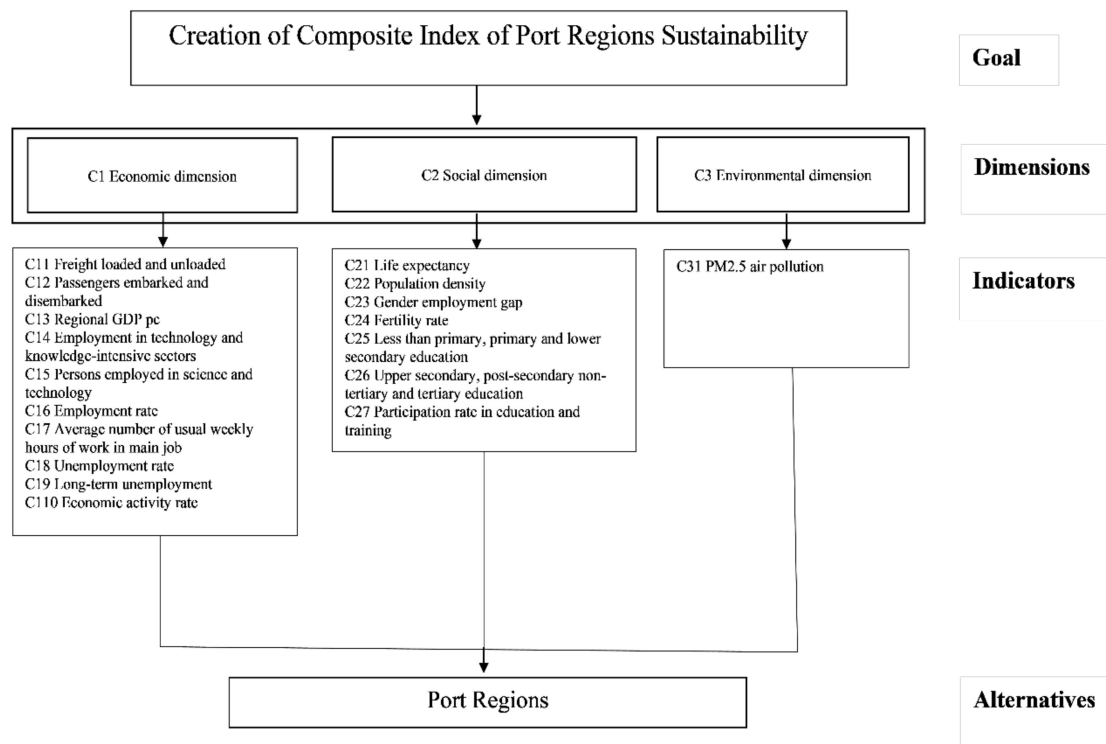 Creation of Composite Index of Port Regions Sustainability
Goal
C1 Economic dimension
C2 Social dimension
C3 Environmental dimension
Dimensions
C11 Freight loaded and unloaded
C12 Passengers embarked and
disembarked
C13 Regional GDP pc
C14 Employment in technology and
knowledge-intensive sectors
C15 Persons employed in science and
technology
C16 Employment rate
C17 Average number of usual weekly
hours of work in main job
C18 Unemployment rate
C19 Long-term unemployment
C110 Economic activity rate
C21 Life expectancy
C22 Population density
C23 Gender employment gap
C24 Fertility rate
C25 Less than primary, primary and lower
secondary education
C26 Upper secondary, post-secondary non-
tertiary and tertiary education
C27 Participation rate in education and
training
C31 PM2.5 air pollution
Indicators
Port Regions
Alternatives